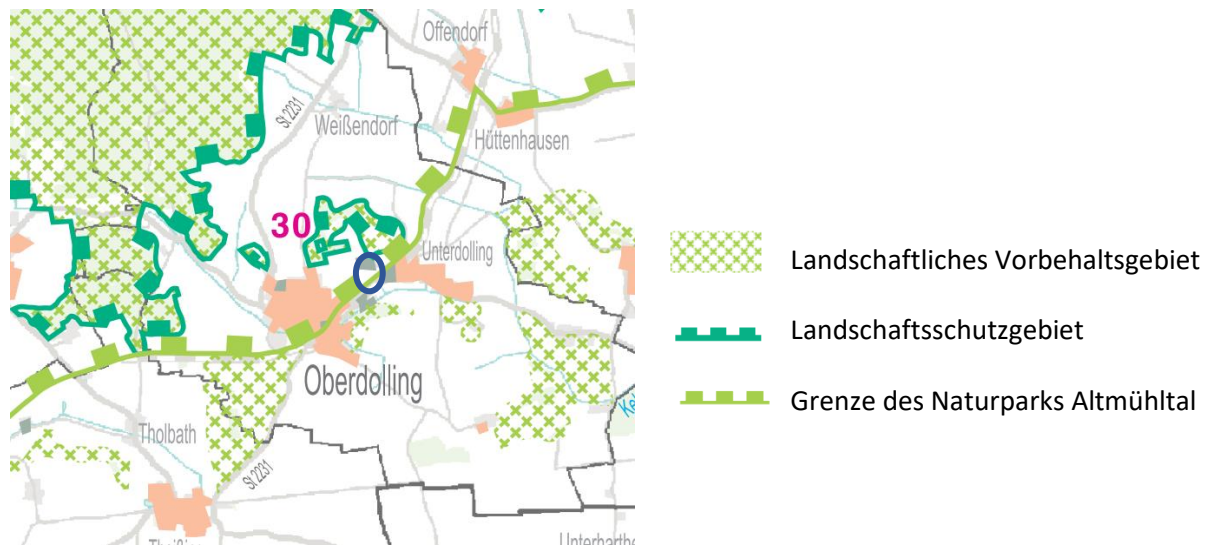 Offendorf
St 2231
Weißendorf
Hüttenhausen
30
Unterdolling
Oberdolling
Tholbath
St 2231
Landschaftliches Vorbehaltsgebiet
Landschaftsschutzgebiet
Grenze des Naturparks Altmühltal